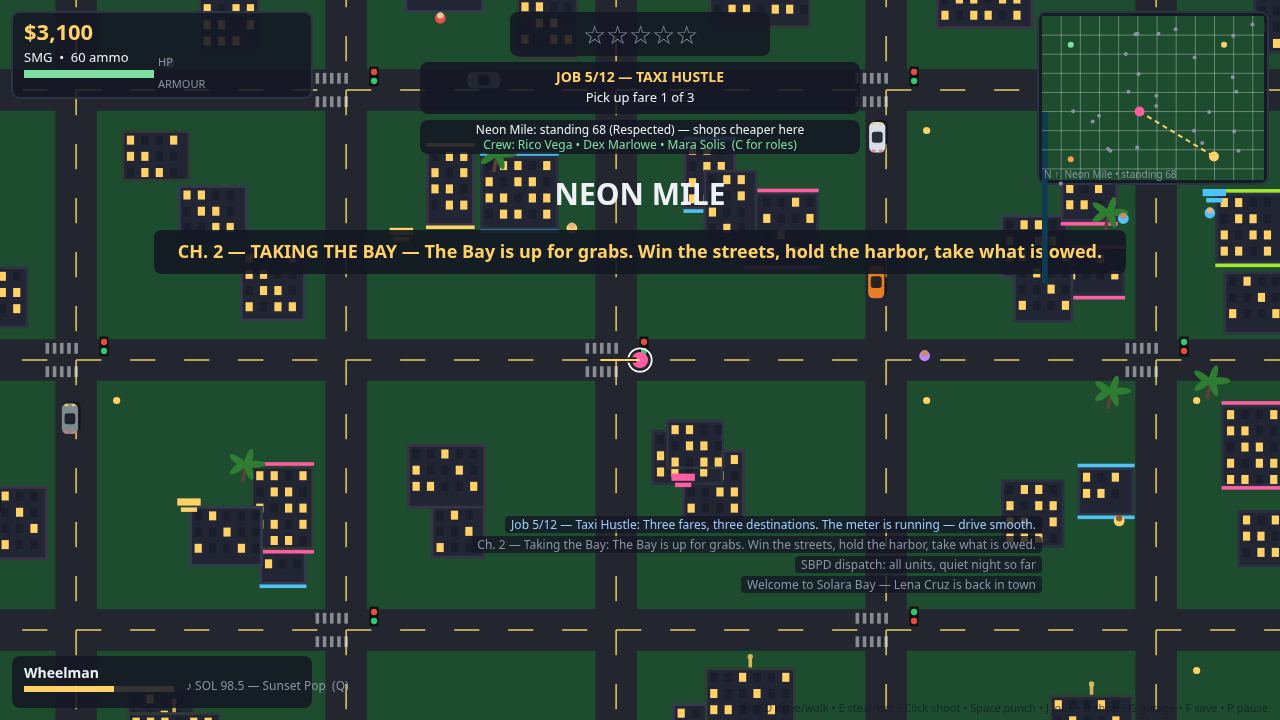 $3,100
SMG • 60 ammo
HP
ARMOUR
☆☆☆☆☆
JOB 5/12 — TAXI HUSTLE
Pick up fare 1 of 3
Neon Mile: standing 68 (Respected) — shops cheaper here
Crew: Rico Vega • Dex Marlowe • Mara Solis (C for roles)
N ↑ Neon Mile • standing 68
NEON MILE
CH. 2 — TAKING THE BAY — The Bay is up for grabs. Win the streets, hold the harbor, take what is owed.
Job 5/12 — Taxi Hustle: Three fares, three destinations. The meter is running — drive smooth.
Ch. 2 — Taking the Bay: The Bay is up for grabs. Win the streets, hold the harbor, take what is owed.
SBPD dispatch: all units, quiet night so far
Welcome to Solara Bay — Lena Cruz is back in town
Wheelman
♪ SOL 98.5 — Sunset Pop (Q)
/walk • E steal/ • Click shoot • Space punch • garage • F save • P pause